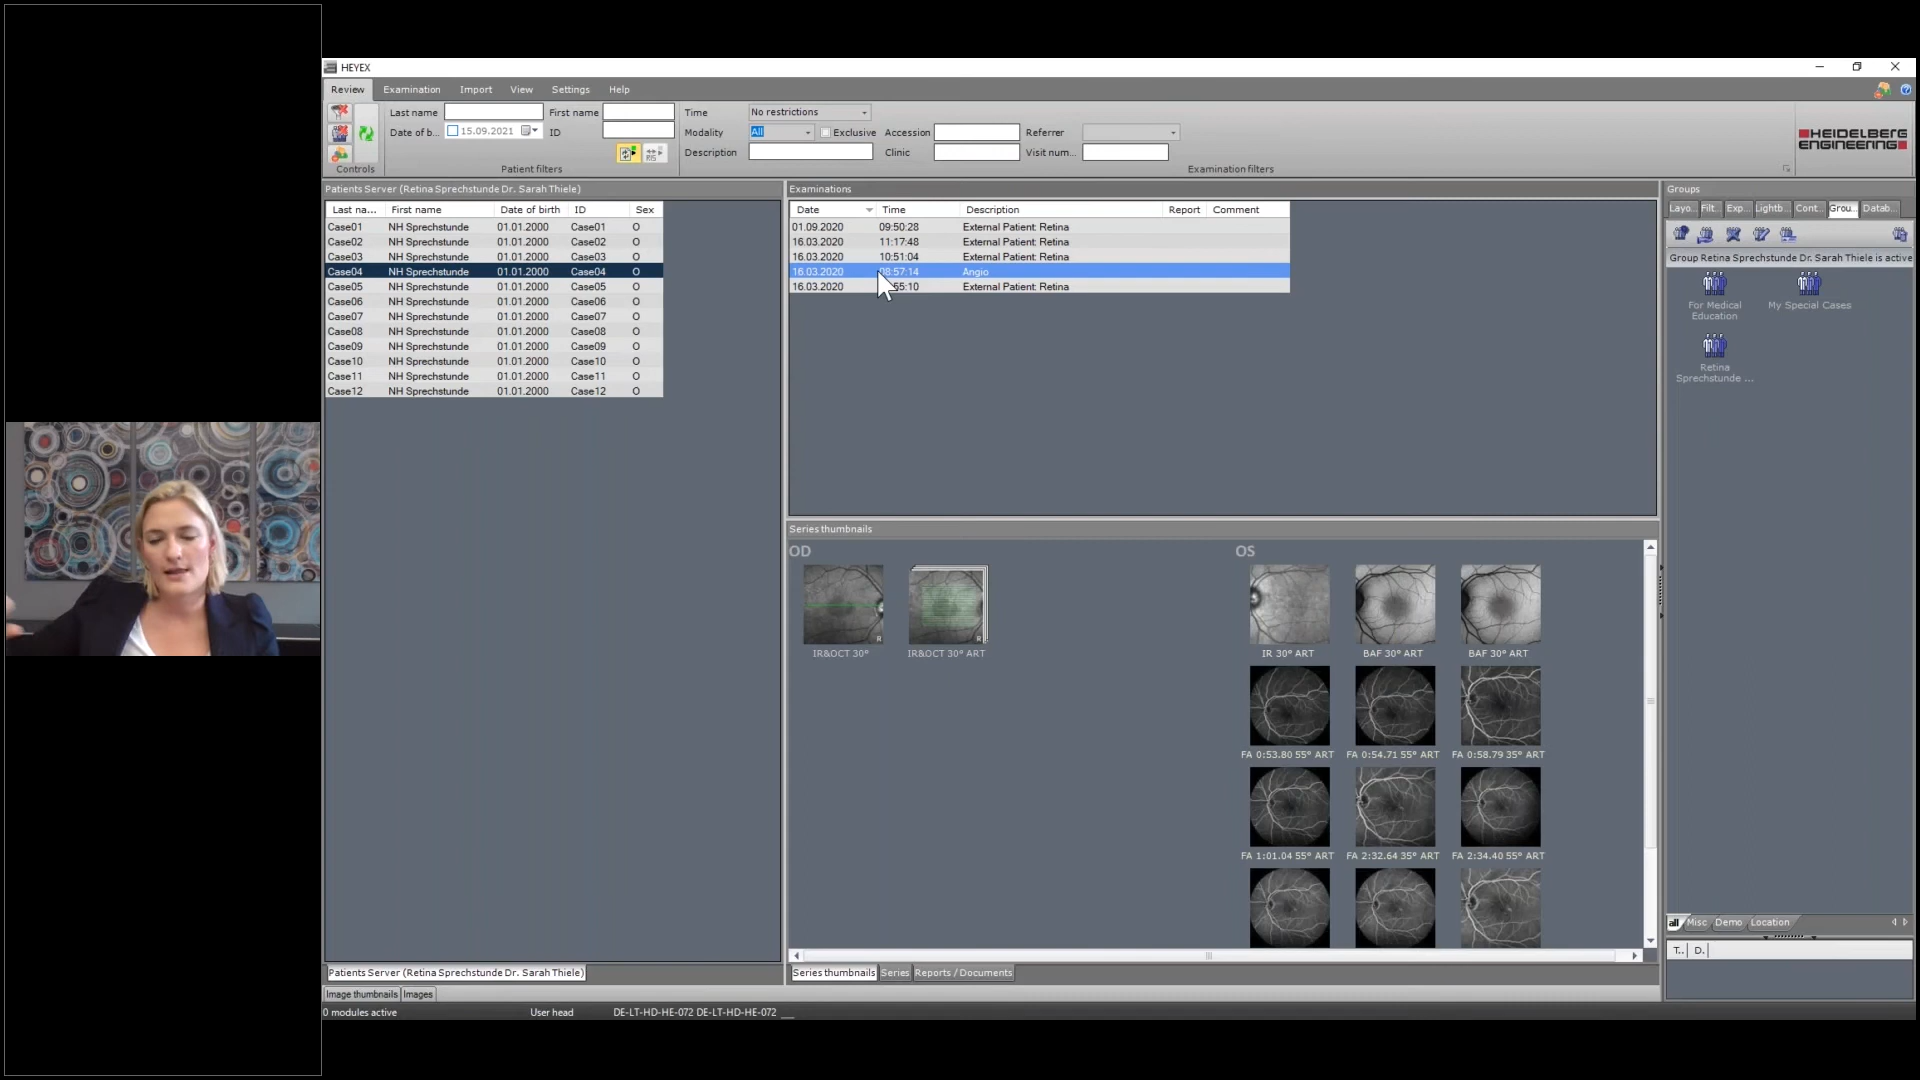 HEYEX
Review Examination Import View Settings Help
Last name First name Time No restrictions
Date of b... 15.09.2021 ID Modality All Exclusive Accession Referrer
RIS Description Clinic Visit num...
Controls Patient filters Examination filters
HEIDELBERG
ENGINEERING
Patients Server (Retina Sprechstunde Dr. Sarah Thiele)
Last na... First name Date of birth ID Sex
Case01 NH Sprechstunde 01.01.2000 Case01 O
Case02 NH Sprechstunde 01.01.2000 Case02 O
Case03 NH Sprechstunde 01.01.2000 Case03 O
Case04 NH Sprechstunde 01.01.2000 Case04 O
Case05 NH Sprechstunde 01.01.2000 Case05 O
Case06 NH Sprechstunde 01.01.2000 Case06 O
Case07 NH Sprechstunde 01.01.2000 Case07 O
Case08 NH Sprechstunde 01.01.2000 Case08 O
Case09 NH Sprechstunde 01.01.2000 Case09 O
Case10 NH Sprechstunde 01.01.2000 Case10 O
Case11 NH Sprechstunde 01.01.2000 Case11 O
Case12 NH Sprechstunde 01.01.2000 Case12 O
Examinations
Date Time Description Report Comment
01.09.2020 09:50:28 External Patient: Retina
16.03.2020 11:17:48 External Patient: Retina
16.03.2020 10:51:04 External Patient: Retina
16.03.2020 08:57:14 Angio
16.03.2020 55:10 External Patient: Retina
Series thumbnails
OD OS
R R
IR&OCT 30° IR&OCT 30° ART IR 30° ART BAF 30° ART BAF 30° ART
FA 0:53.80 55° ART FA 0:54.71 55° ART FA 0:58.79 35° ART
FA 1:01.04 55° ART FA 2:32.64 35° ART FA 2:34.40 55° ART
Groups
Layo... Filt... Exp... Lightb... Cont... Grou... Datab...
Group Retina Sprechstunde Dr. Sarah Thiele is active
For Medical
Education
My Special Cases
Retina
Sprechstunde ...
all Misc Demo Location
T.. D.
Patients Server (Retina Sprechstunde Dr. Sarah Thiele)
Series thumbnails Series Reports / Documents
Image thumbnails Images
0 modules active User head DE-LT-HD-HE-072 DE-LT-HD-HE-072 __